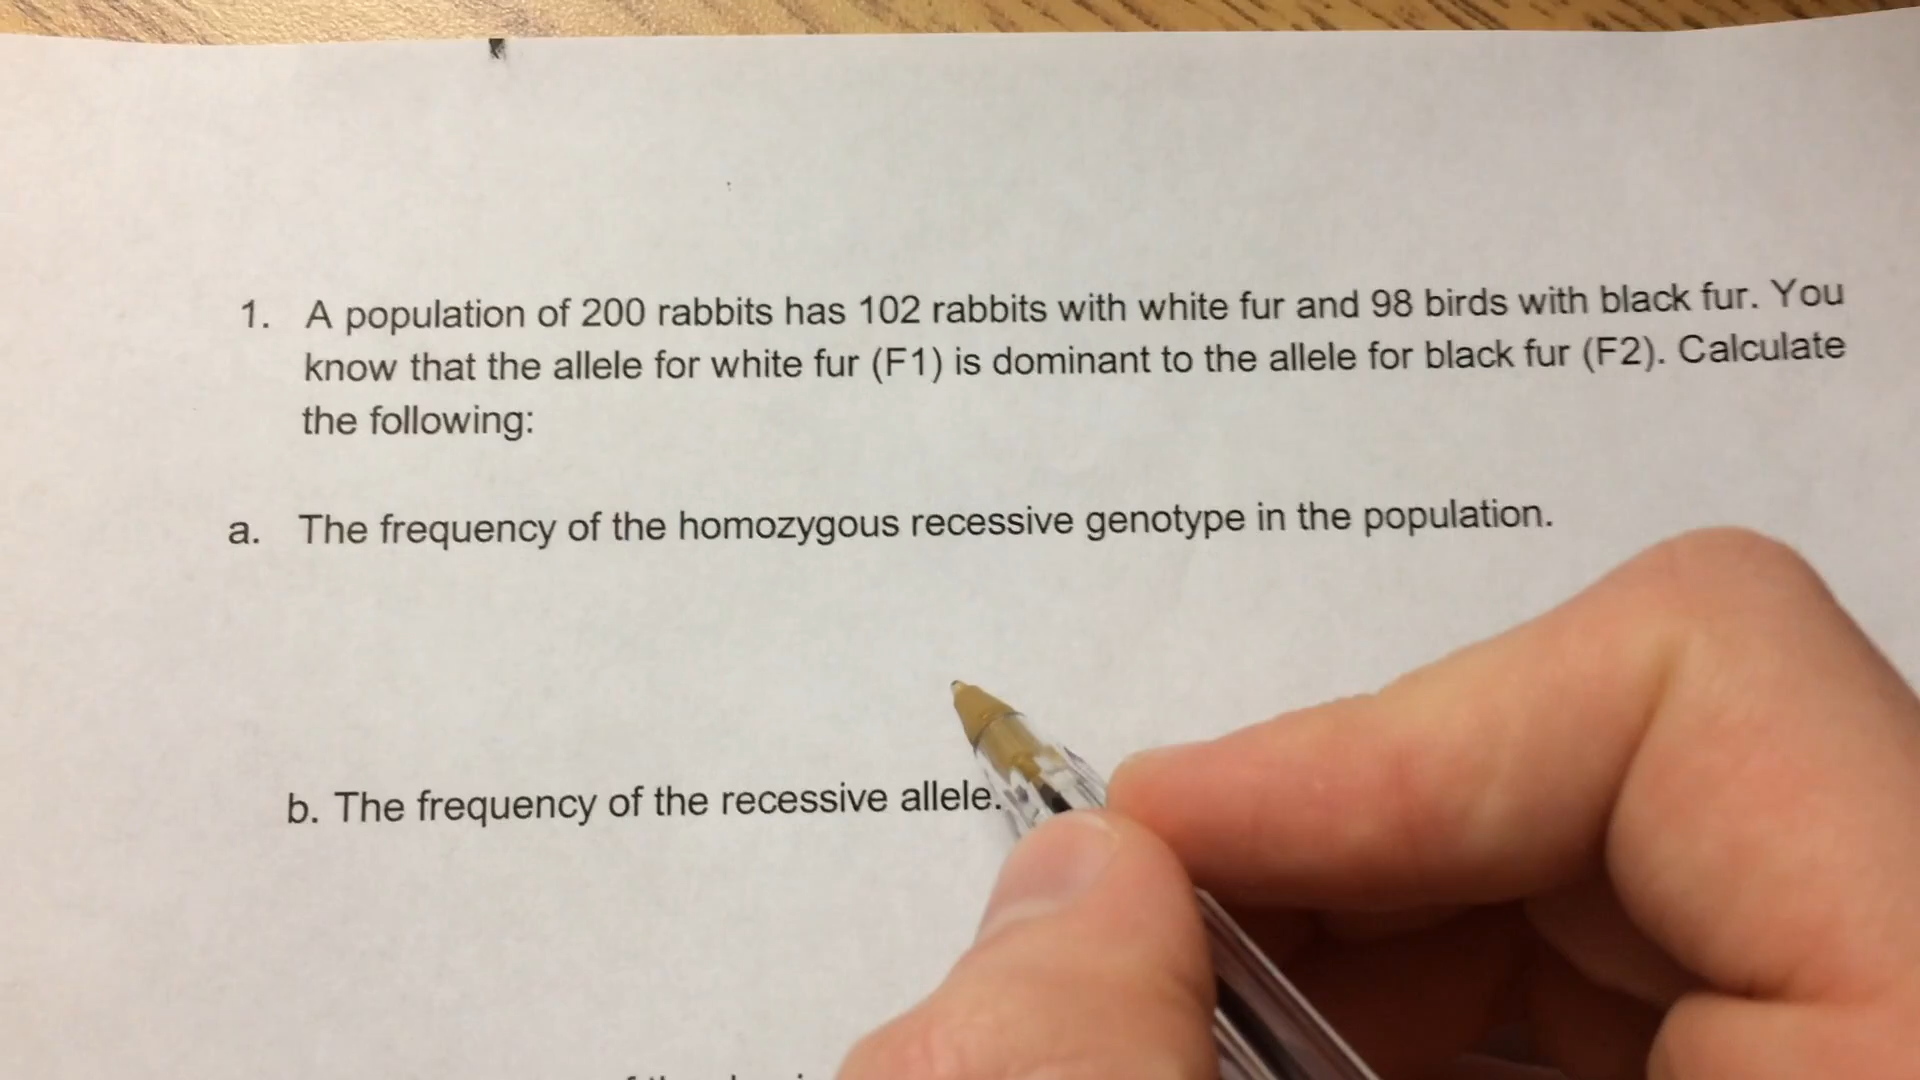 1. A population of 200 rabbits has 102 rabbits with white fur and 98 birds with black fur. You
know that the allele for white fur (F1) is dominant to the allele for black fur (F2). Calculate
the following:
a. The frequency of the homozygous recessive genotype in the population.
b. The frequency of the recessive allele.